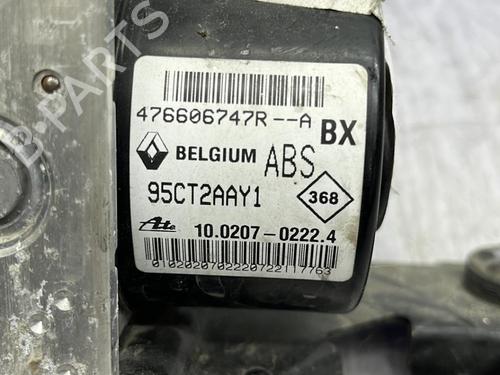 476606747R--A
BX
BELGIUM ABS
95CT2AAY1
368
Ate 10.0207-0222.4
0102020702220722117763
B-PARTS